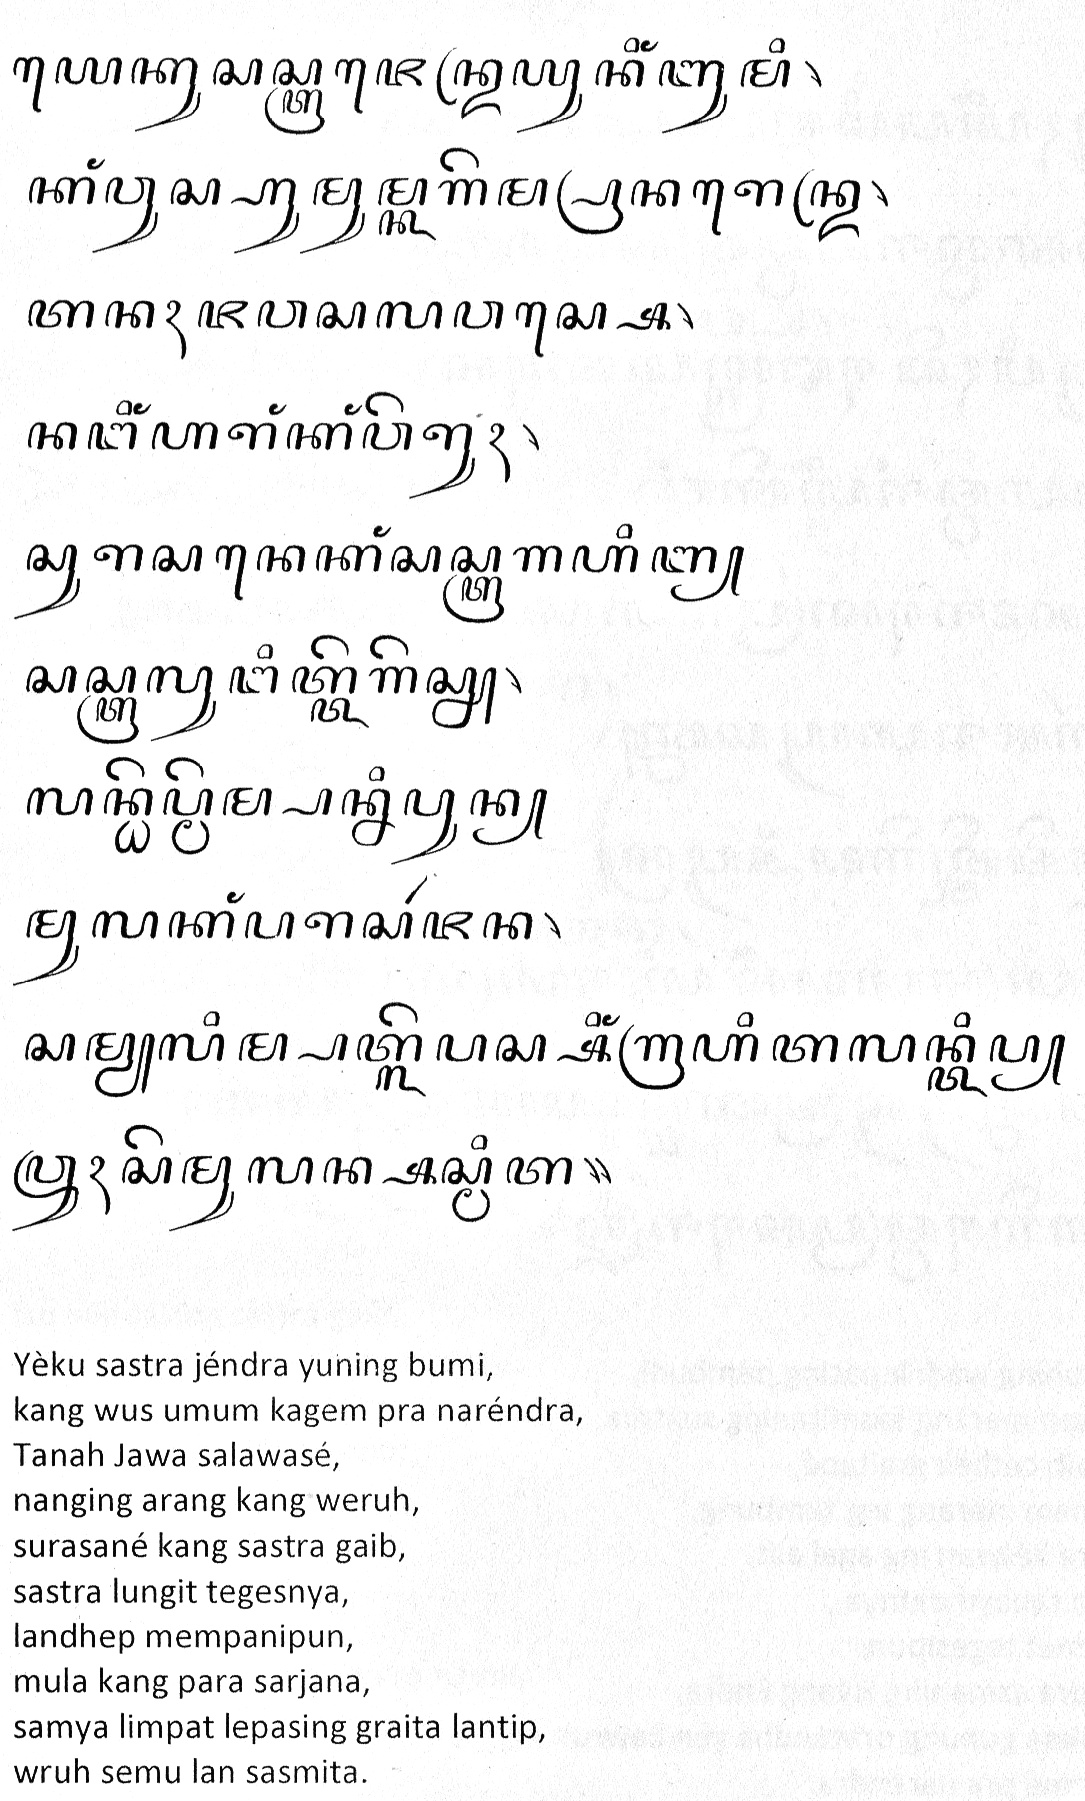 ꦪꦺꦏꦸꦱꦱ꧀ꦠꦿꦗꦺꦤ꧀ꦢꦿꦪꦸꦤꦶꦁꦧꦸꦩꦶ꧈
ꦏꦁꦮꦸꦱ꧀ꦲꦸꦩꦸꦩ꧀ꦏꦒꦼꦩ꧀ꦥꦿꦤꦫꦺꦤ꧀ꦢꦿ꧈
ꦠꦤꦃꦗꦮꦱꦭꦮꦱ꧀ꦱꦺ꧈
ꦤꦔꦶꦁꦲꦫꦁꦏꦁꦮꦼꦫꦸꦃ꧈
ꦱꦸꦫꦱꦤꦺꦏꦁꦱꦱ꧀ꦠꦿꦒꦲꦶꦧ꧀
ꦱꦱ꧀ꦠꦿꦭꦸꦔꦶꦠ꧀ꦠꦼꦒꦼꦱꦾ꧈
ꦭꦤ꧀ꦝꦼꦥ꧀ꦩꦼꦩ꧀ꦥꦤ꧀ꦮꦶꦥꦸꦤ꧀
ꦩꦸꦭꦏꦁꦥꦫꦱꦂꦗꦤ꧈
ꦱꦩꦾꦭꦶꦩ꧀ꦥꦠ꧀ꦭꦼꦥꦱ꧀ꦱꦶꦁꦒꦿꦲꦶꦠꦭꦤ꧀ꦠꦶꦥ꧀
ꦮꦿꦸꦃꦱꦼꦩꦸꦭꦤ꧀ꦱꦱ꧀ꦩꦶꦠ꧉
Yèku sastra jéndra yuning bumi,
kang wus umum kagem pra naréndra,
Tanah Jawa salawasé,
nanging arang kang weruh,
surasané kang sastra gaib,
sastra lungit tegesnya,
landhep mempanipun,
mula kang para sarjana,
samya limpat lepasing graita lantip,
wruh semu lan sasmita.